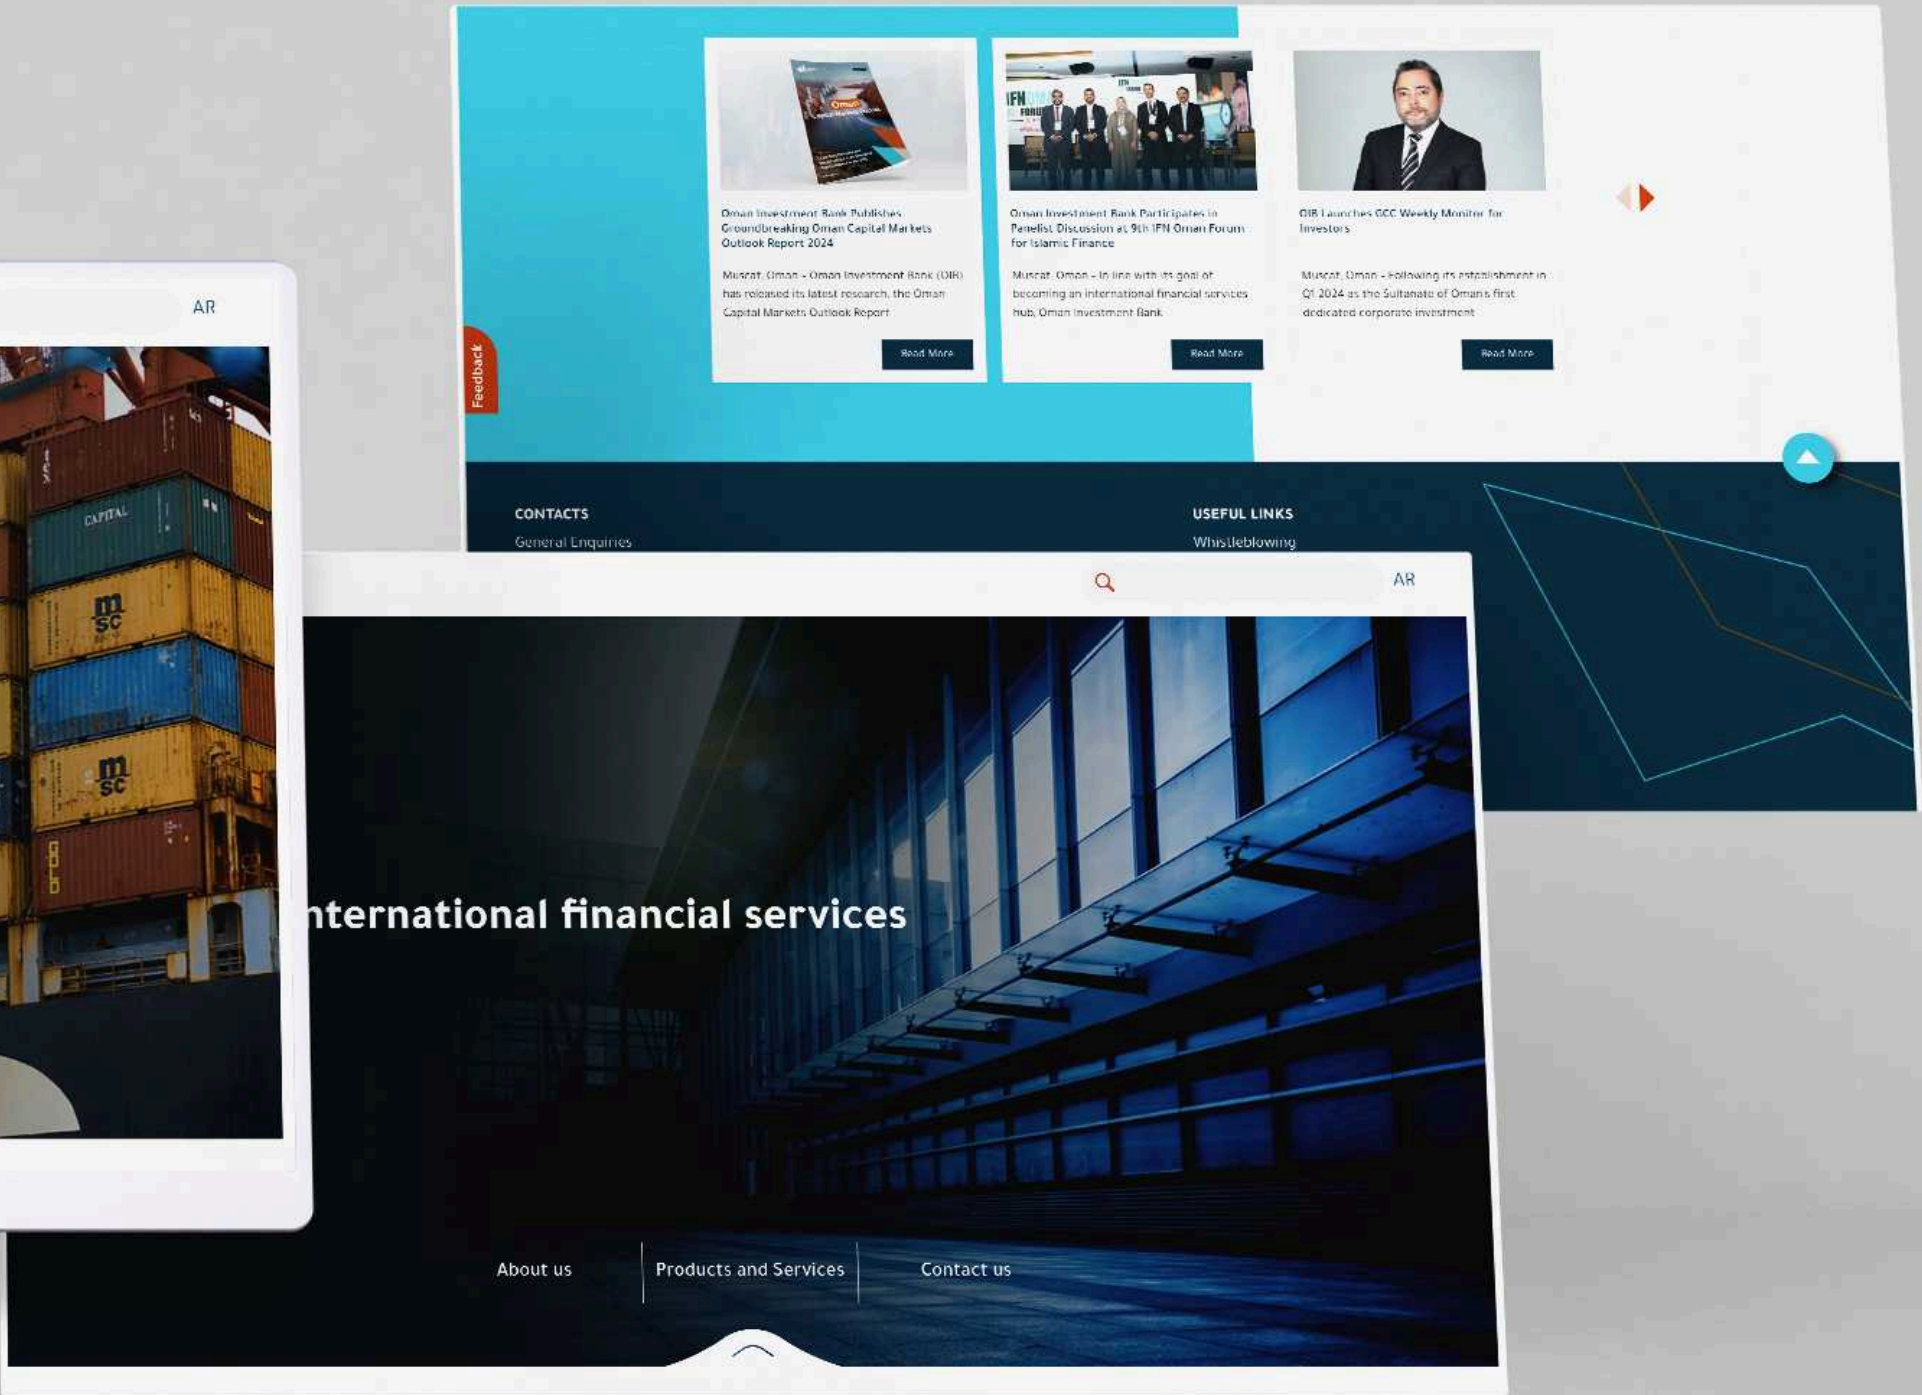 Oman
IFN
FORU
Oman Investment Bank Publishes
Groundbreaking Oman Capital Markets
Outlook Report 2024
Muscat, Oman - Oman Investment Bank (OIB)
has released its latest research, the Oman
Capital Markets Outlook Report
Read More
Oman Investment Bank Participates in
Panelist Discussion at 9th IFN Oman Forum
for Islamic Finance
Muscat, Oman - In line with its goal of
becoming an international financial services
hub, Oman Investment Bank
Read More
OIB Launches GCC Weekly Monitor for
Investors
Muscat, Oman - Following its establishment in
Q1 2024 as the Sultanate of Oman's first
dedicated corporate investment
Read More
Feedback
CONTACTS
General Enquiries
USEFUL LINKS
Whistleblowing
AR
CAPITAL
msc
msc
AR
nternational financial services
About us
Products and Services
Contact us